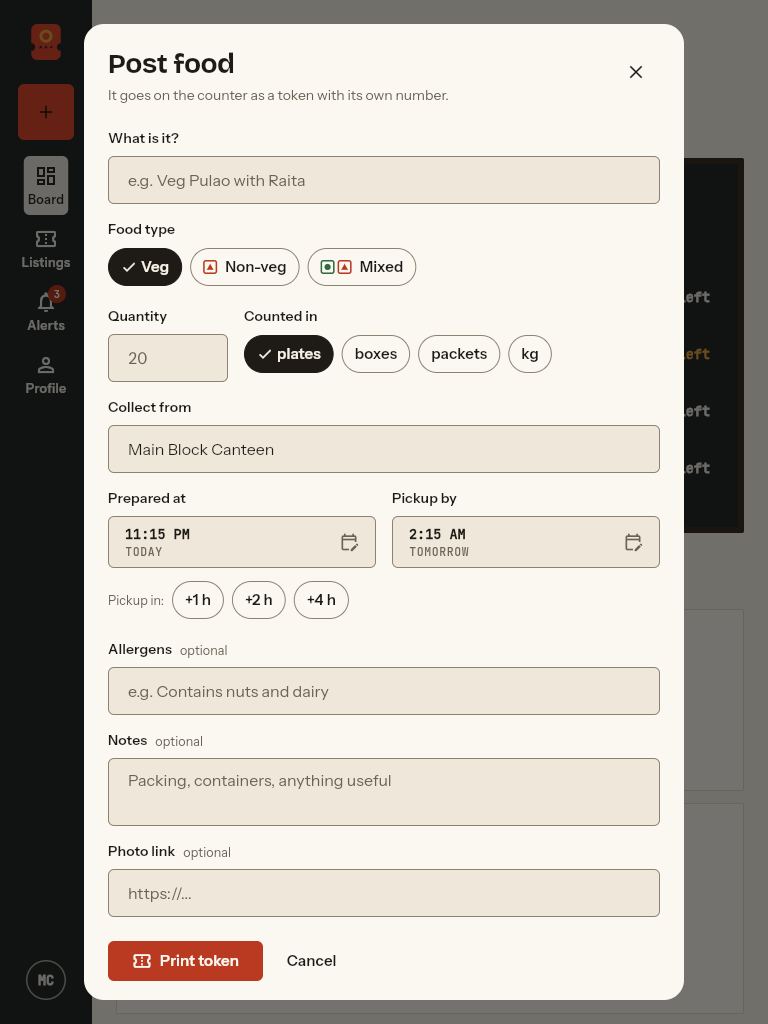 Post food
It goes on the counter as a token with its own number.
What is it?
e.g. Veg Pulao with Raita
Food type
Veg Non-veg Mixed
Quantity Counted in
20 plates boxes packets kg
Collect from
Main Block Canteen
Prepared at Pickup by
11:15 PM 2:15 AM
TODAY TOMORROW
Pickup in: +1 h +2 h +4 h
Allergens optional
e.g. Contains nuts and dairy
Notes optional
Packing, containers, anything useful
Photo link optional
https://...
Print token Cancel
Board
Listings
3
Alerts
Profile
MC
left
left
left
left